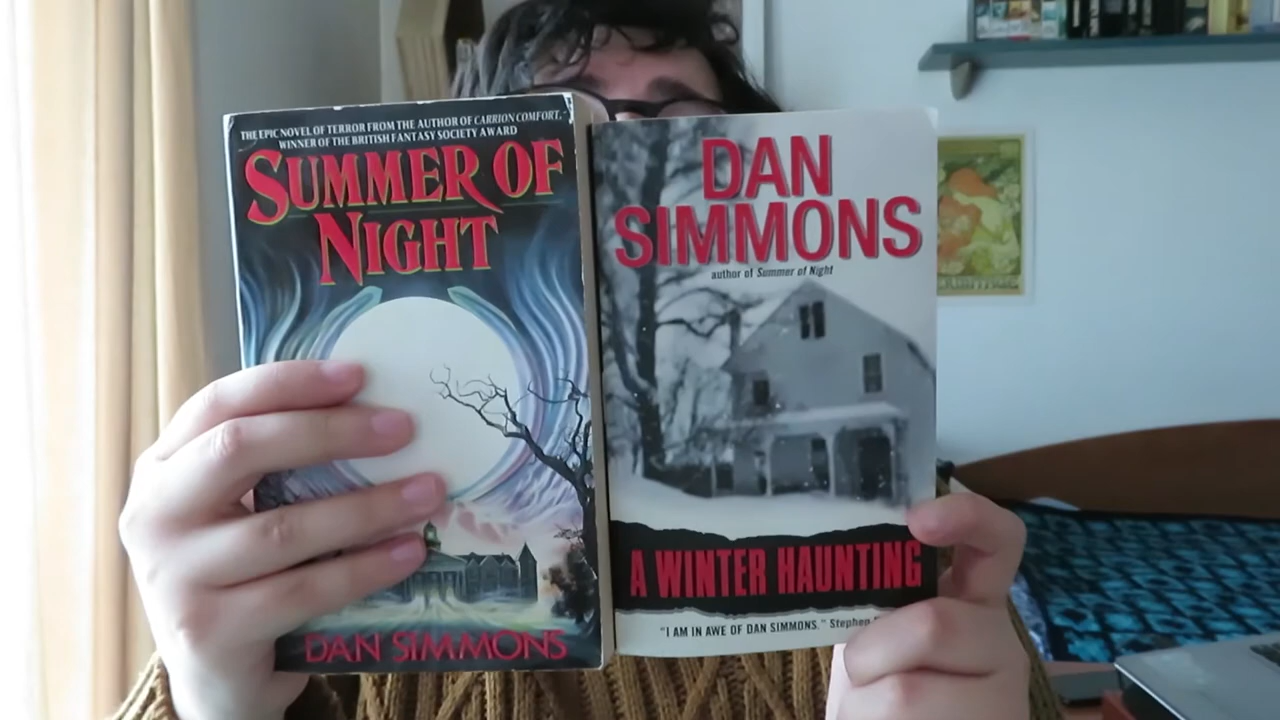 THE EPIC NOVEL OF TERROR FROM THE AUTHOR OF CARRION COMFORT,
WINNER OF THE BRITISH FANTASY SOCIETY AWARD
SUMMER OF
NIGHT
DAN SIMMONS
DAN
SIMMONS
author of Summer of Night
A WINTER HAUNTING
"I AM IN AWE OF DAN SIMMONS." Stephen